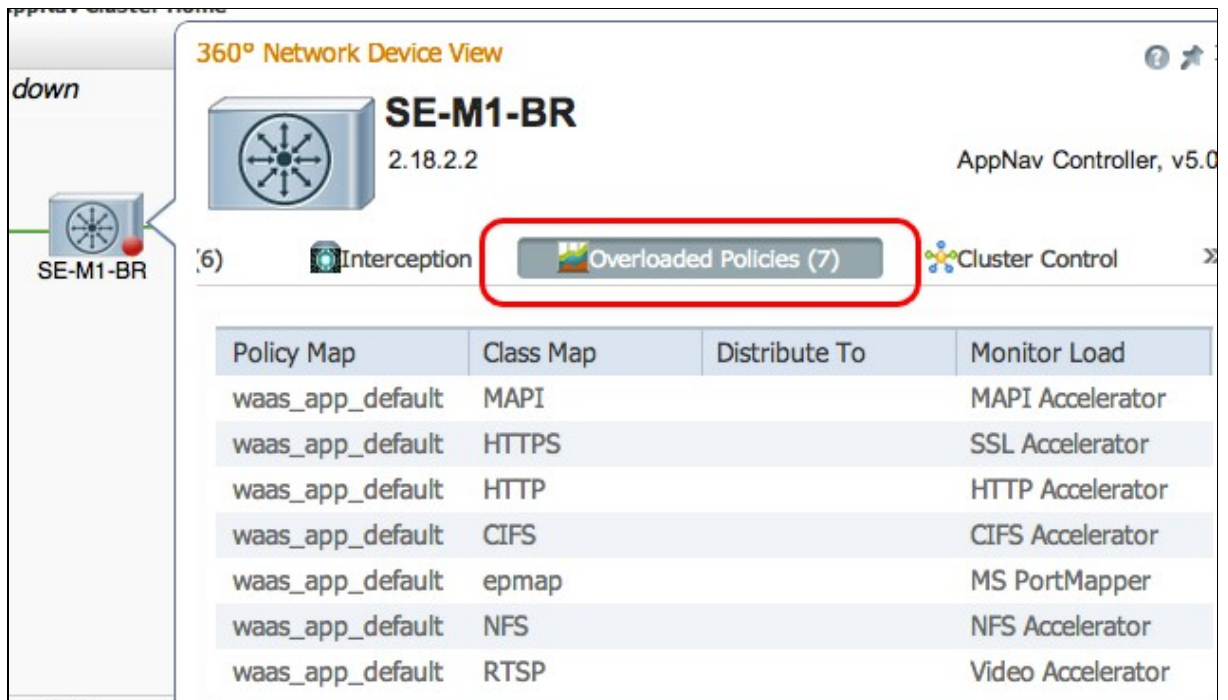 AppNav Cluster Home
360° Network Device View
down
SE-M1-BR
2.18.2.2 AppNav Controller, v5.0
SE-M1-BR
(6) Interception Overloaded Policies (7) Cluster Control »
Policy Map Class Map Distribute To Monitor Load
waas_app_default MAPI MAPI Accelerator
waas_app_default HTTPS SSL Accelerator
waas_app_default HTTP HTTP Accelerator
waas_app_default CIFS CIFS Accelerator
waas_app_default epmap MS PortMapper
waas_app_default NFS NFS Accelerator
waas_app_default RTSP Video Accelerator